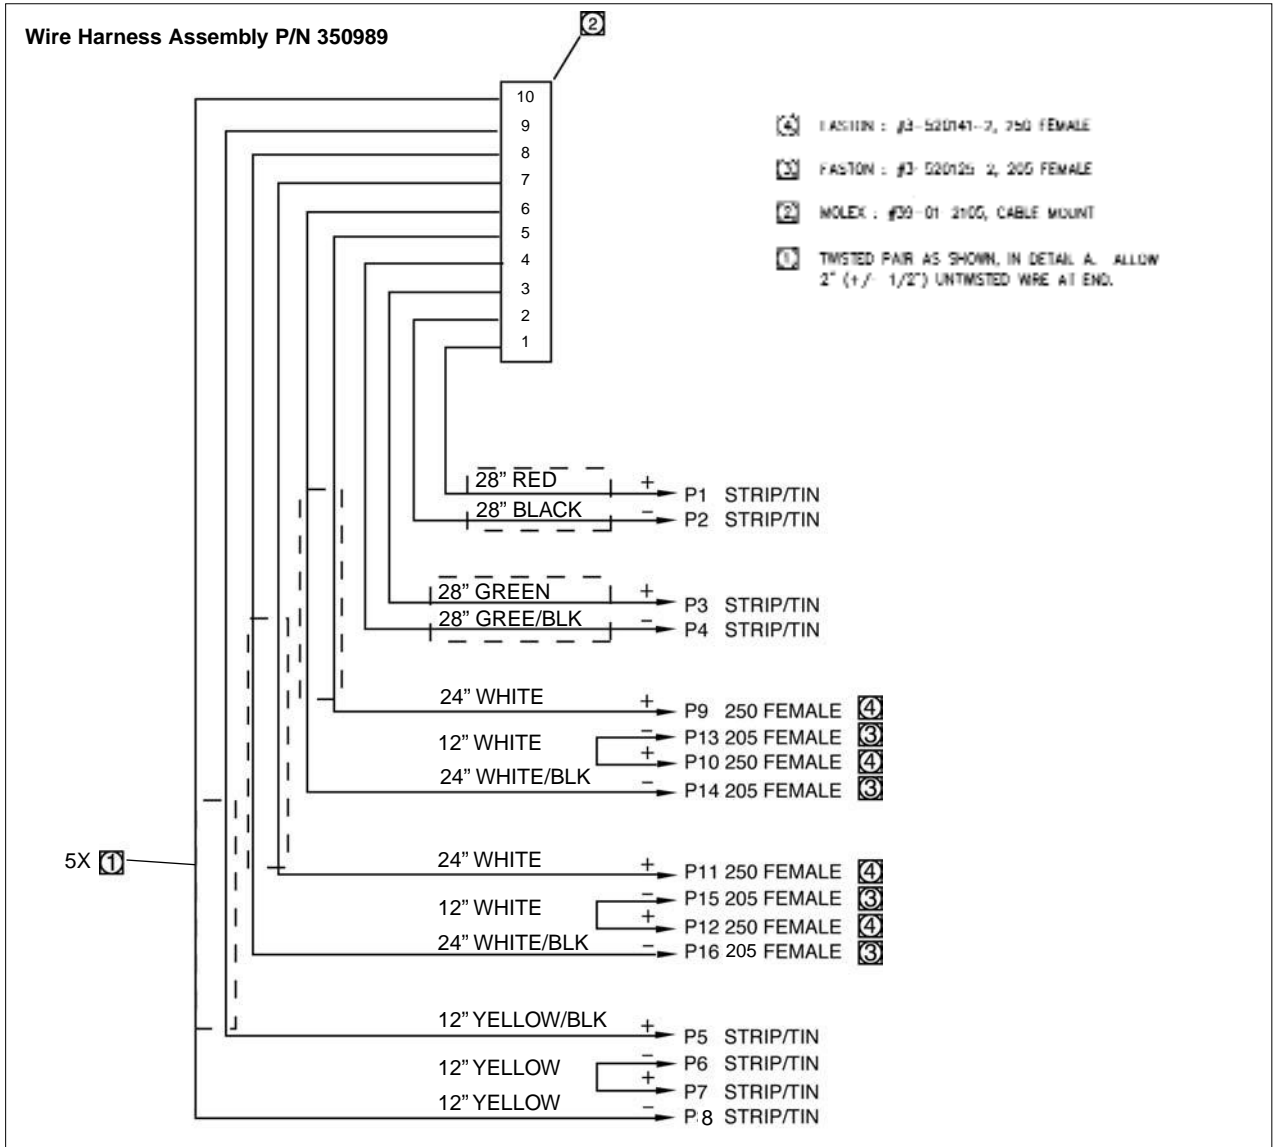 Wire Harness Assembly P/N 350989
2
10
9
8
7
6
5
4
3
2
1
4 FASTON : #3-520141-2, 250 FEMALE
3 FASTON : #3-520125-2, 205 FEMALE
2 MOLEX : #39-01-2105, CABLE MOUNT
1 TWISTED PAIR AS SHOWN, IN DETAIL A. ALLOW
2" (+/- 1/2") UNTWISTED WIRE AT END.
28” RED + P1 STRIP/TIN
28” BLACK - P2 STRIP/TIN
28” GREEN + P3 STRIP/TIN
28” GREE/BLK - P4 STRIP/TIN
24” WHITE + P9 250 FEMALE 4
- P13 205 FEMALE 3
12” WHITE
+ P10 250 FEMALE 4
24” WHITE/BLK - P14 205 FEMALE 3
5X 1
24” WHITE + P11 250 FEMALE 4
- P15 205 FEMALE 3
12” WHITE
+ P12 250 FEMALE 4
24” WHITE/BLK - P16 205 FEMALE 3
12” YELLOW/BLK + P5 STRIP/TIN
- P6 STRIP/TIN
12” YELLOW
+ P7 STRIP/TIN
12” YELLOW - P8 STRIP/TIN